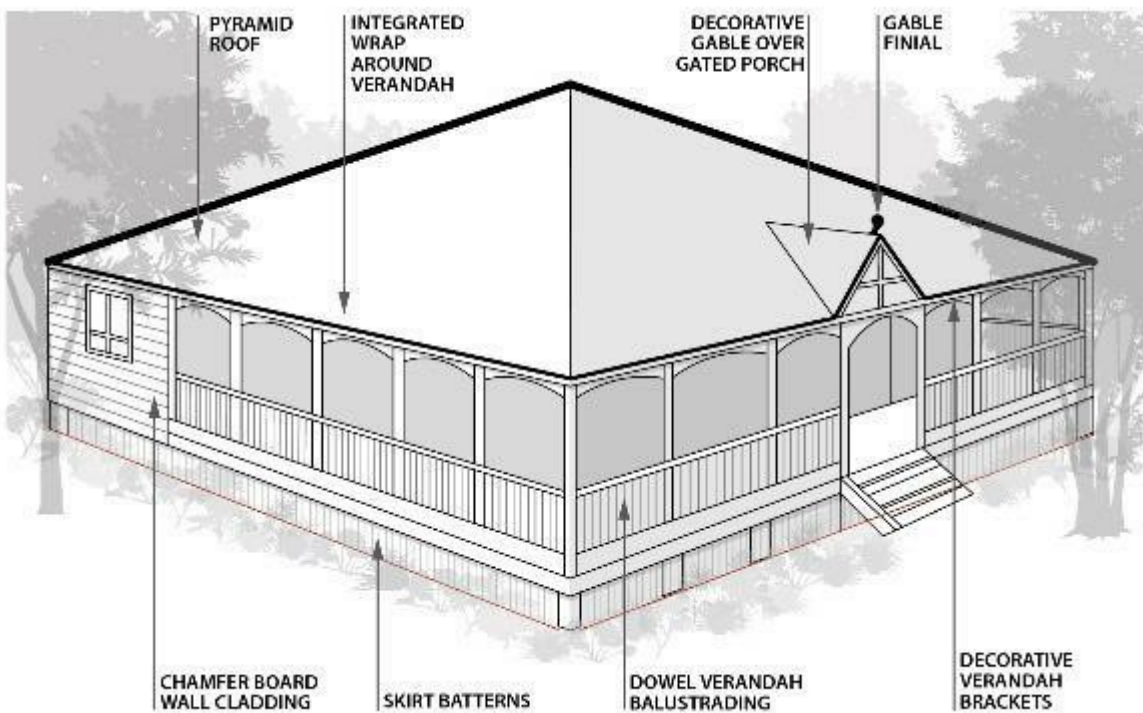 PYRAMID
ROOF
INTEGRATED
WRAP
AROUND
VERANDAH
DECORATIVE
GABLE OVER
GATED PORCH
GABLE
FINIAL
CHAMFER BOARD
WALL CLADDING
SKIRT BATTERNS
DOWEL VERANDAH
BALUSTRADING
DECORATIVE
VERANDAH
BRACKETS